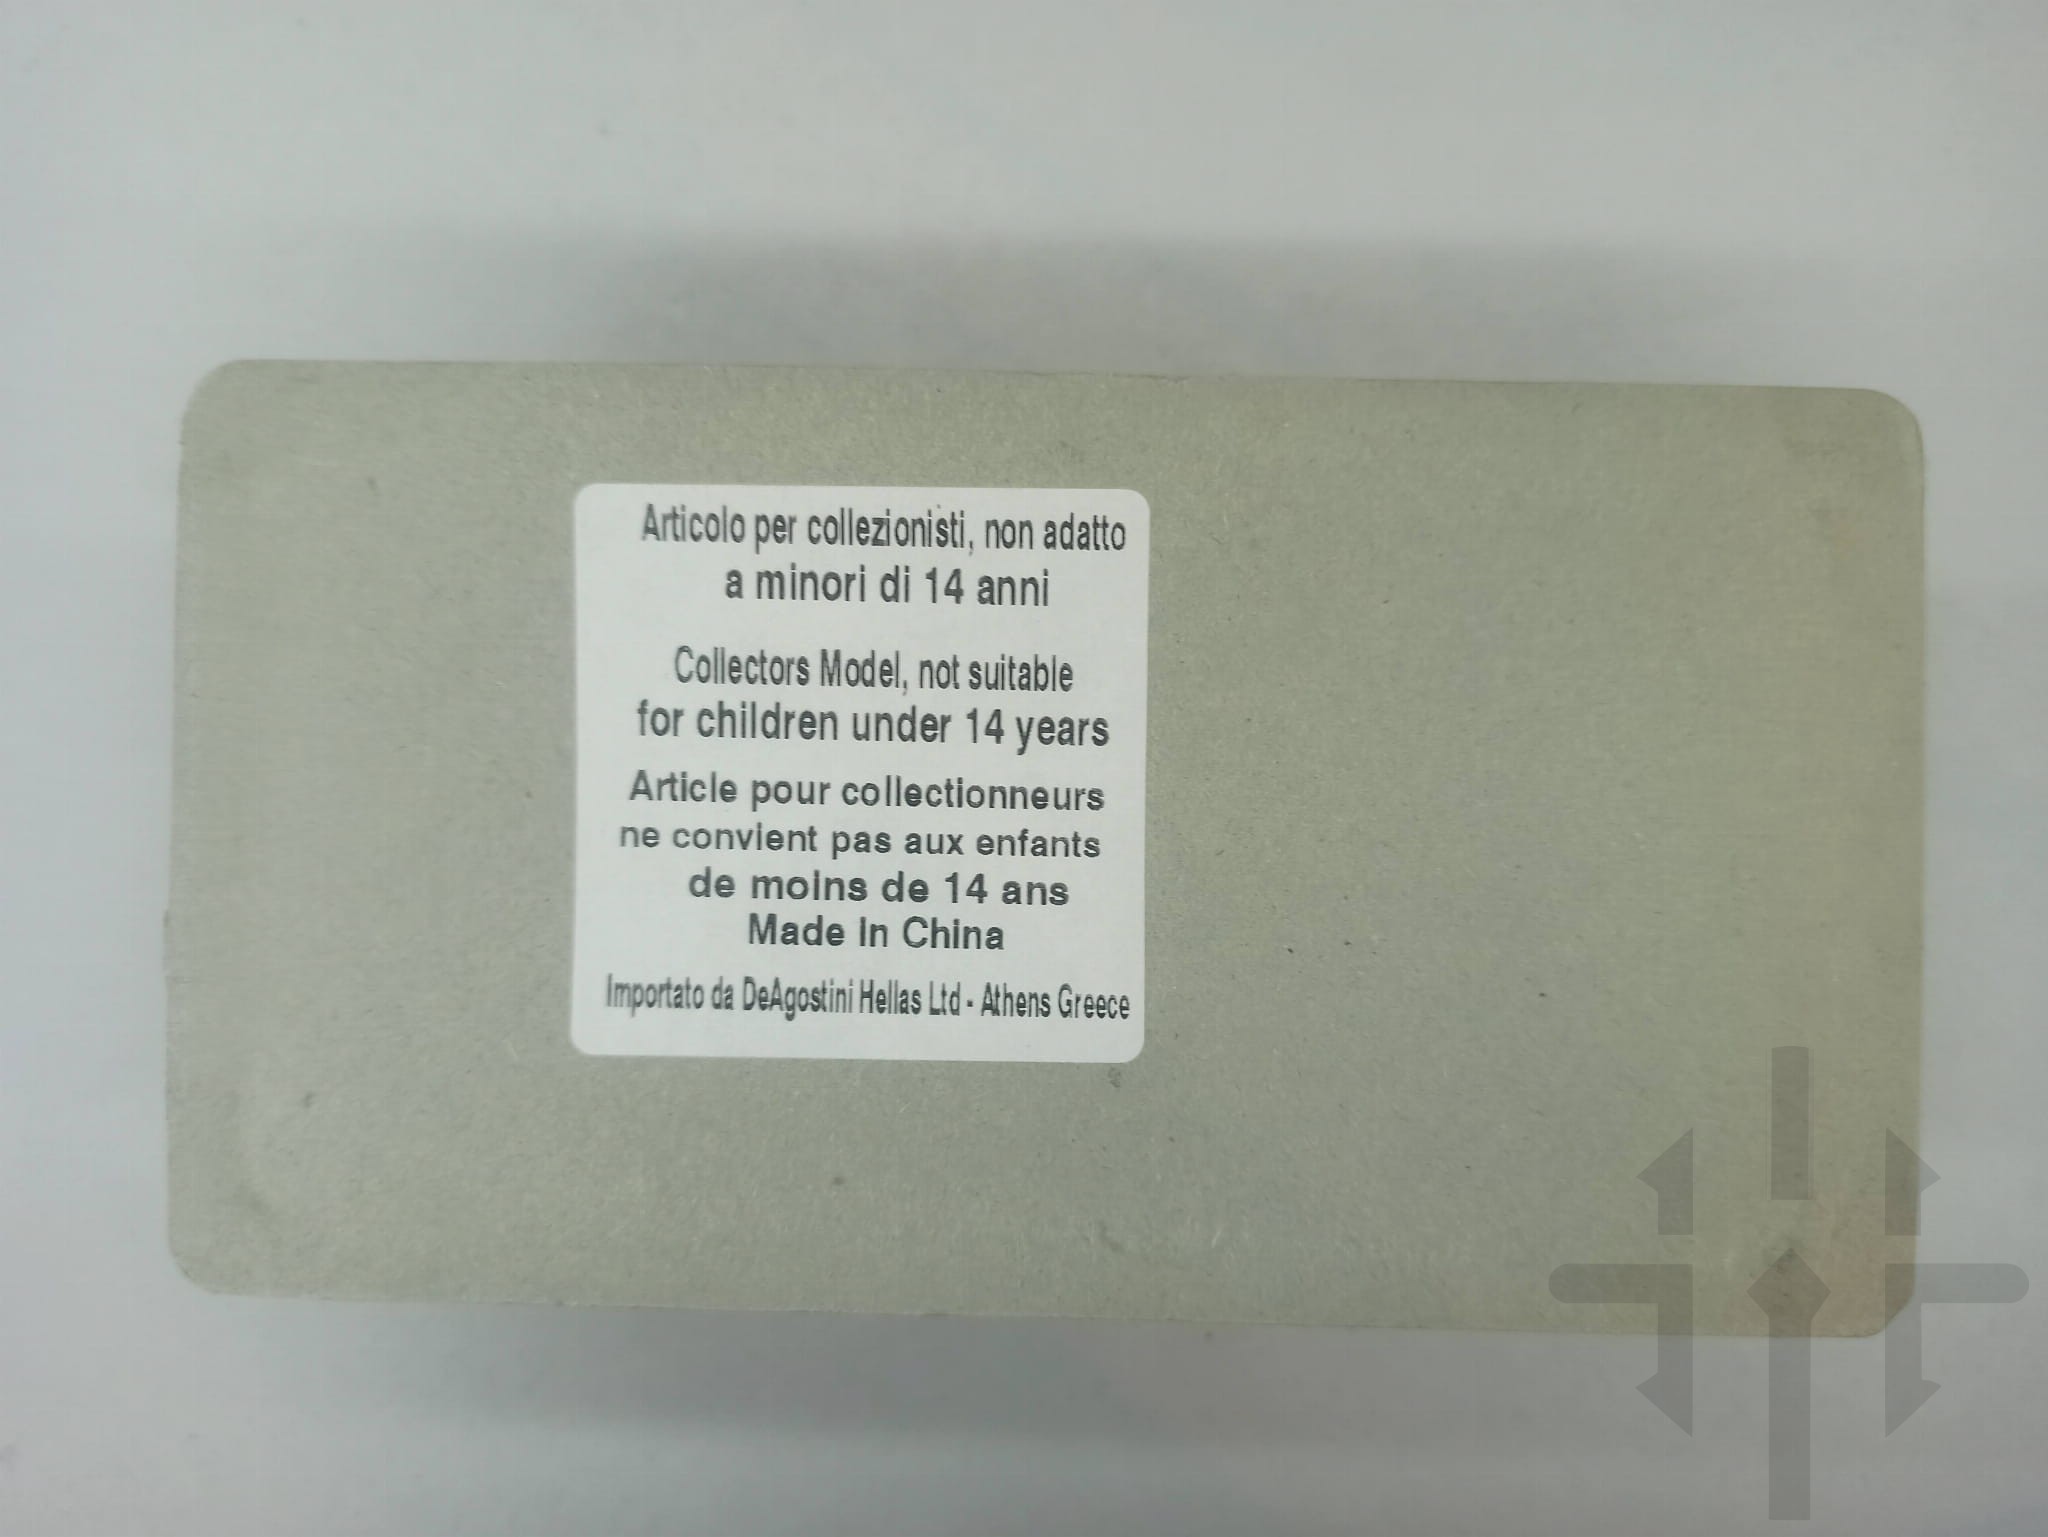 Articolo per collezionisti, non adatto
a minori di 14 anni
Collectors Model, not suitable
for children under 14 years
Article pour collectionneurs
ne convient pas aux enfants
de moins de 14 ans
Made in China
Importato da DeAgostini Hellas Ltd - Athens Greece